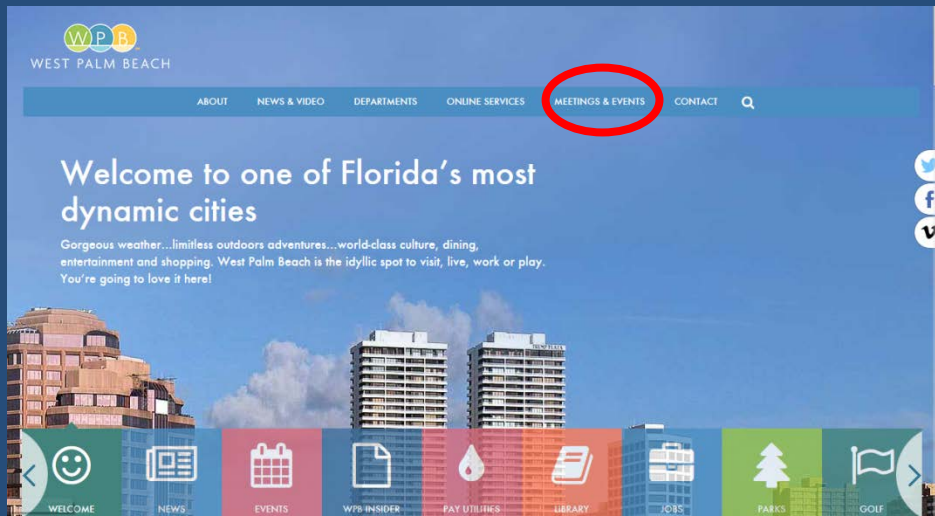 WPB
WEST PALM BEACH
ABOUT NEWS & VIDEO DEPARTMENTS ONLINE SERVICES MEETINGS & EVENTS CONTACT
Welcome to one of Florida's most
dynamic cities
Gorgeous weather...limitless outdoors adventures...world-class culture, dining,
entertainment and shopping. West Palm Beach is the idyllic spot to visit, live, work or play.
You're going to love it here!
TRUMP PLAZA
WELCOME NEWS EVENTS WPB INSIDER PAY UTILITIES LIBRARY JOBS PARKS GOLF